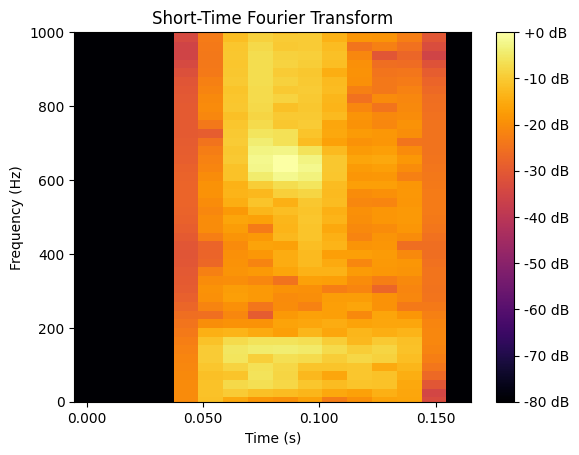 Short-Time Fourier Transform
Frequency (Hz)
1000
800
600
400
200
0
0.000
0.050
0.100
0.150
Time (s)
+0 dB
-10 dB
-20 dB
-30 dB
-40 dB
-50 dB
-60 dB
-70 dB
-80 dB